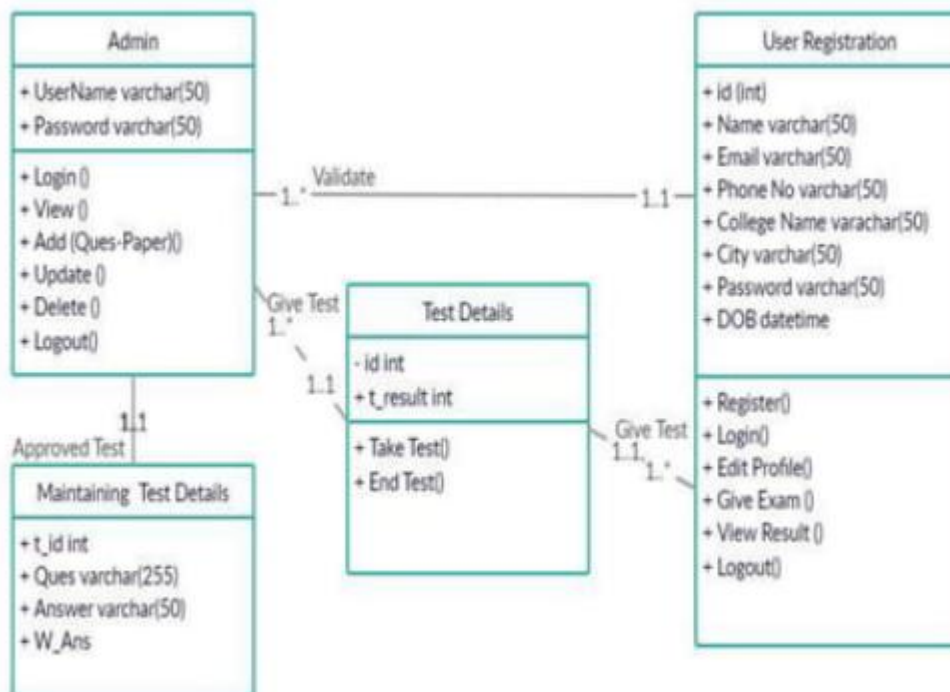 Admin
+ UserName varchar(50)
+ Password varchar(50)
+ Login ()
+ View ()
+ Add (Ques-Paper)()
+ Update ()
+ Delete ()
+ Logout()
Validate
1..*
1..1
User Registration
+ id (int)
+ Name varchar(50)
+ Email varchar(50)
+ Phone No varchar(50)
+ College Name varachar(50)
+ City varchar(50)
+ Password varchar(50)
+ DOB datetime
+ Register()
+ Login()
+ Edit Profile()
+ Give Exam ()
+ View Result ()
+ Logout()
Give Test
1..*
1..1
Test Details
- id int
+ t_result int
+ Take Test()
+ End Test()
Give Test
1..1
1..*
1..1
Approved Test
Maintaining Test Details
+ t_id int
+ Ques varchar(255)
+ Answer varchar(50)
+ W_Ans